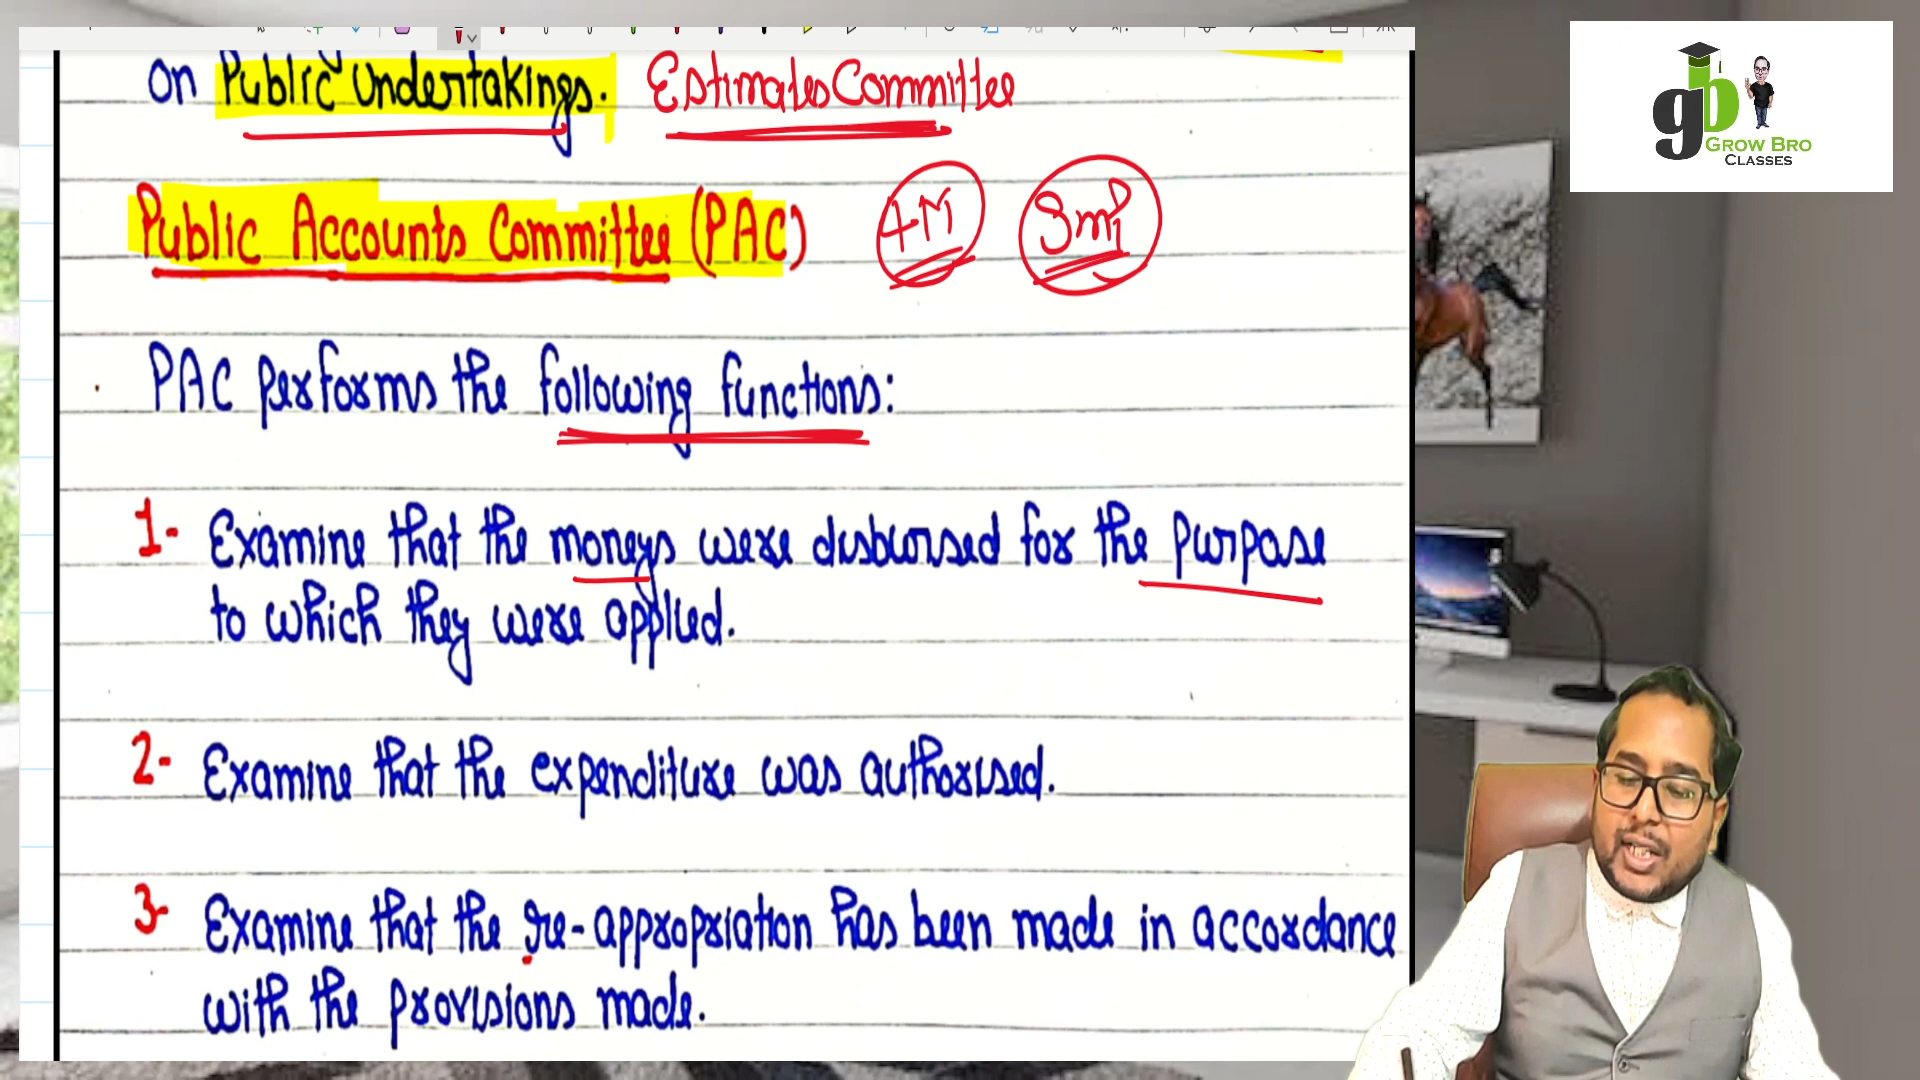 on Public Undertakings. Estimates Committee
Public Accounts Committee (PAC) 4M 3mp
PAC performs the following functions:
1- Examine that the moneys were disbursed for the purpose
to which they were applied.
2- Examine that the expenditure was authorised.
3- Examine that the re-appropriation has been made in accordance
with the provisions made.
gb
GROW BRO
CLASSES